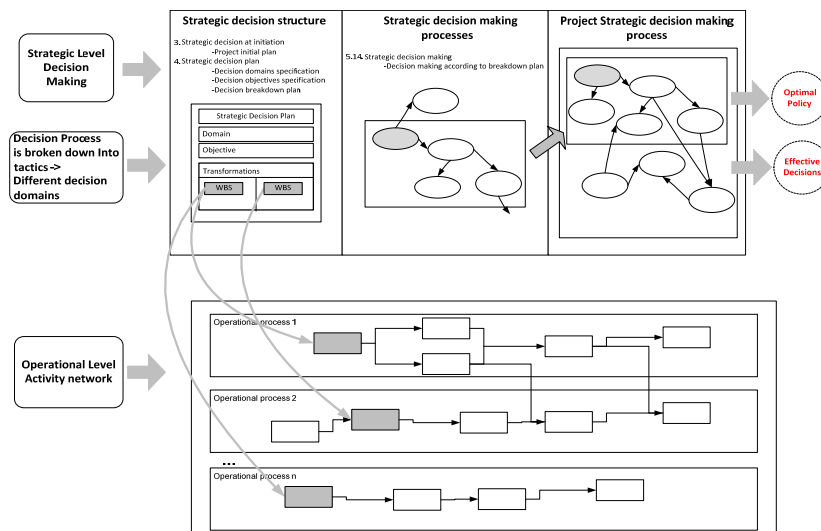 Strategic Level
Decision
Making
Decision Process
is broken down Into
tactics ->
Different decision
domains
Operational Level
Activity network
Strategic decision structure
3. Strategic decision at initiation
-Project initial plan
4. Strategic decision plan
-Decision domains specification
-Decision objectives specification
-Decision breakdown plan
Strategic Decision Plan
Domain
Objective
Transformations
WBS
WBS
Strategic decision making
processes
5.14. Strategic decision making
-Decision making according to breakdown plan
Project Strategic decision making
process
Optimal
Policy
Effective
Decisions
Operational process 1
Operational process 2
...
Operational process n